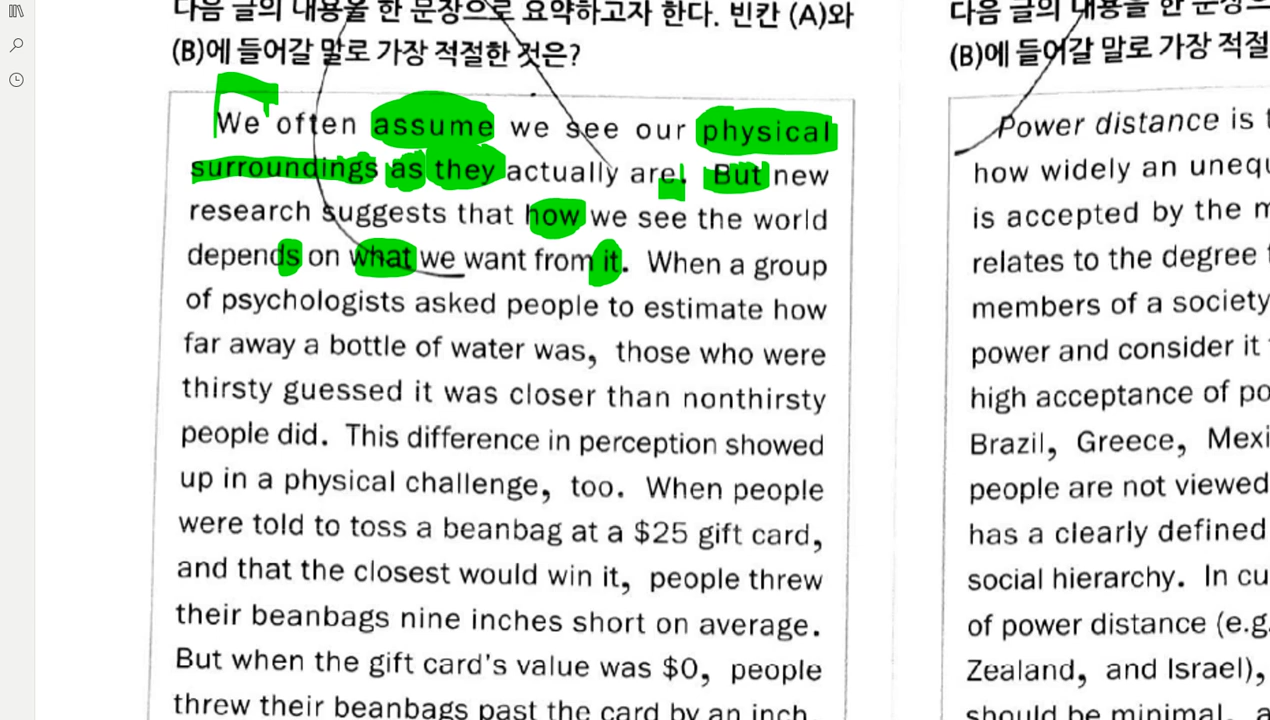 다음 글의 내용을 한 문장으로 요약하고자 한다. 빈칸 (A)와
(B)에 들어갈 말로 가장 적절한 것은?
We often assume we see our physical
surroundings as they actually are. But new
research suggests that how we see the world
depends on what we want from it. When a group
of psychologists asked people to estimate how
far away a bottle of water was, those who were
thirsty guessed it was closer than nonthirsty
people did. This difference in perception showed
up in a physical challenge, too. When people
were told to toss a beanbag at a $25 gift card,
and that the closest would win it, people threw
their beanbags nine inches short on average.
But when the gift card's value was $0, people
threw their beanbags past the card by an inch.
다음 글의 내용을 한
(B)에 들어갈 말로 가장 적절한
Power distance is
how widely an
is accepted by the
relates to the degree
members of a society
power and consider it
high acceptance of
Brazil, Greece,
people are not viewed
has a clearly defined
social hierarchy. In
of power distance (e.g.
Zealand, and Israel),
should be minimal,